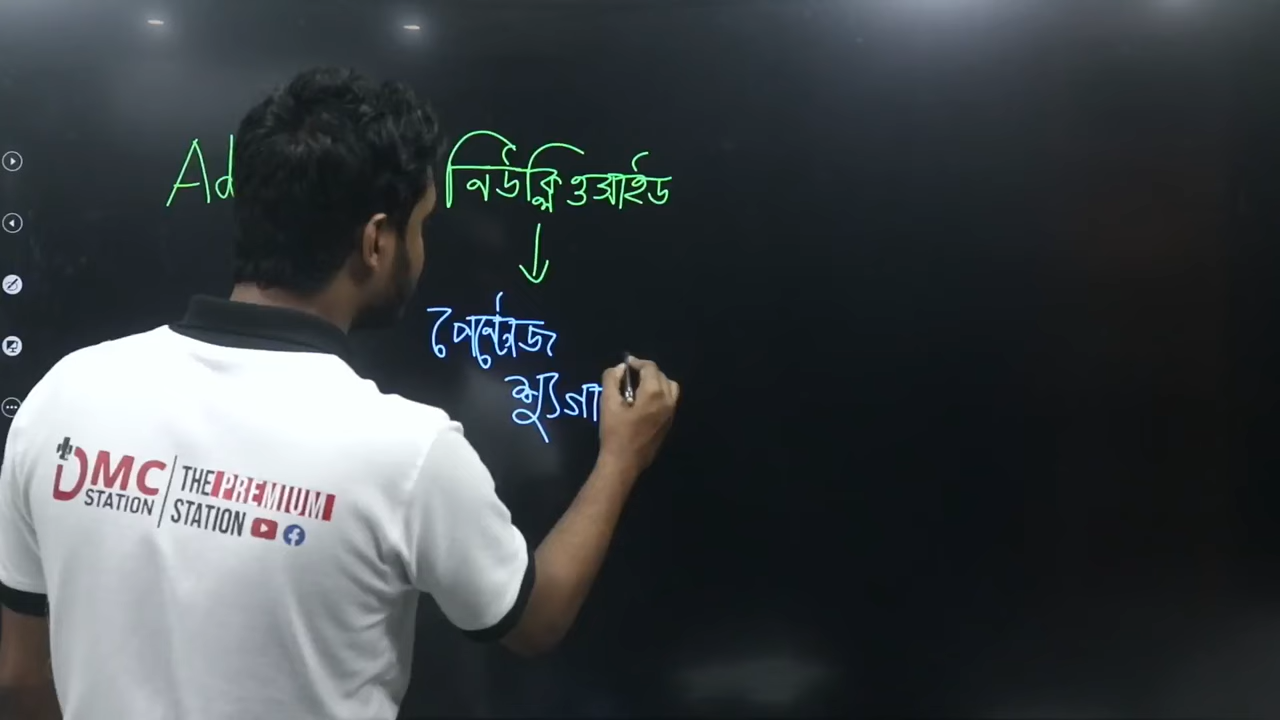 Ad নিউক্লিওসাইড
পেন্টোজ
স্যুগা
DMC STATION
THE PREMIUM STATION